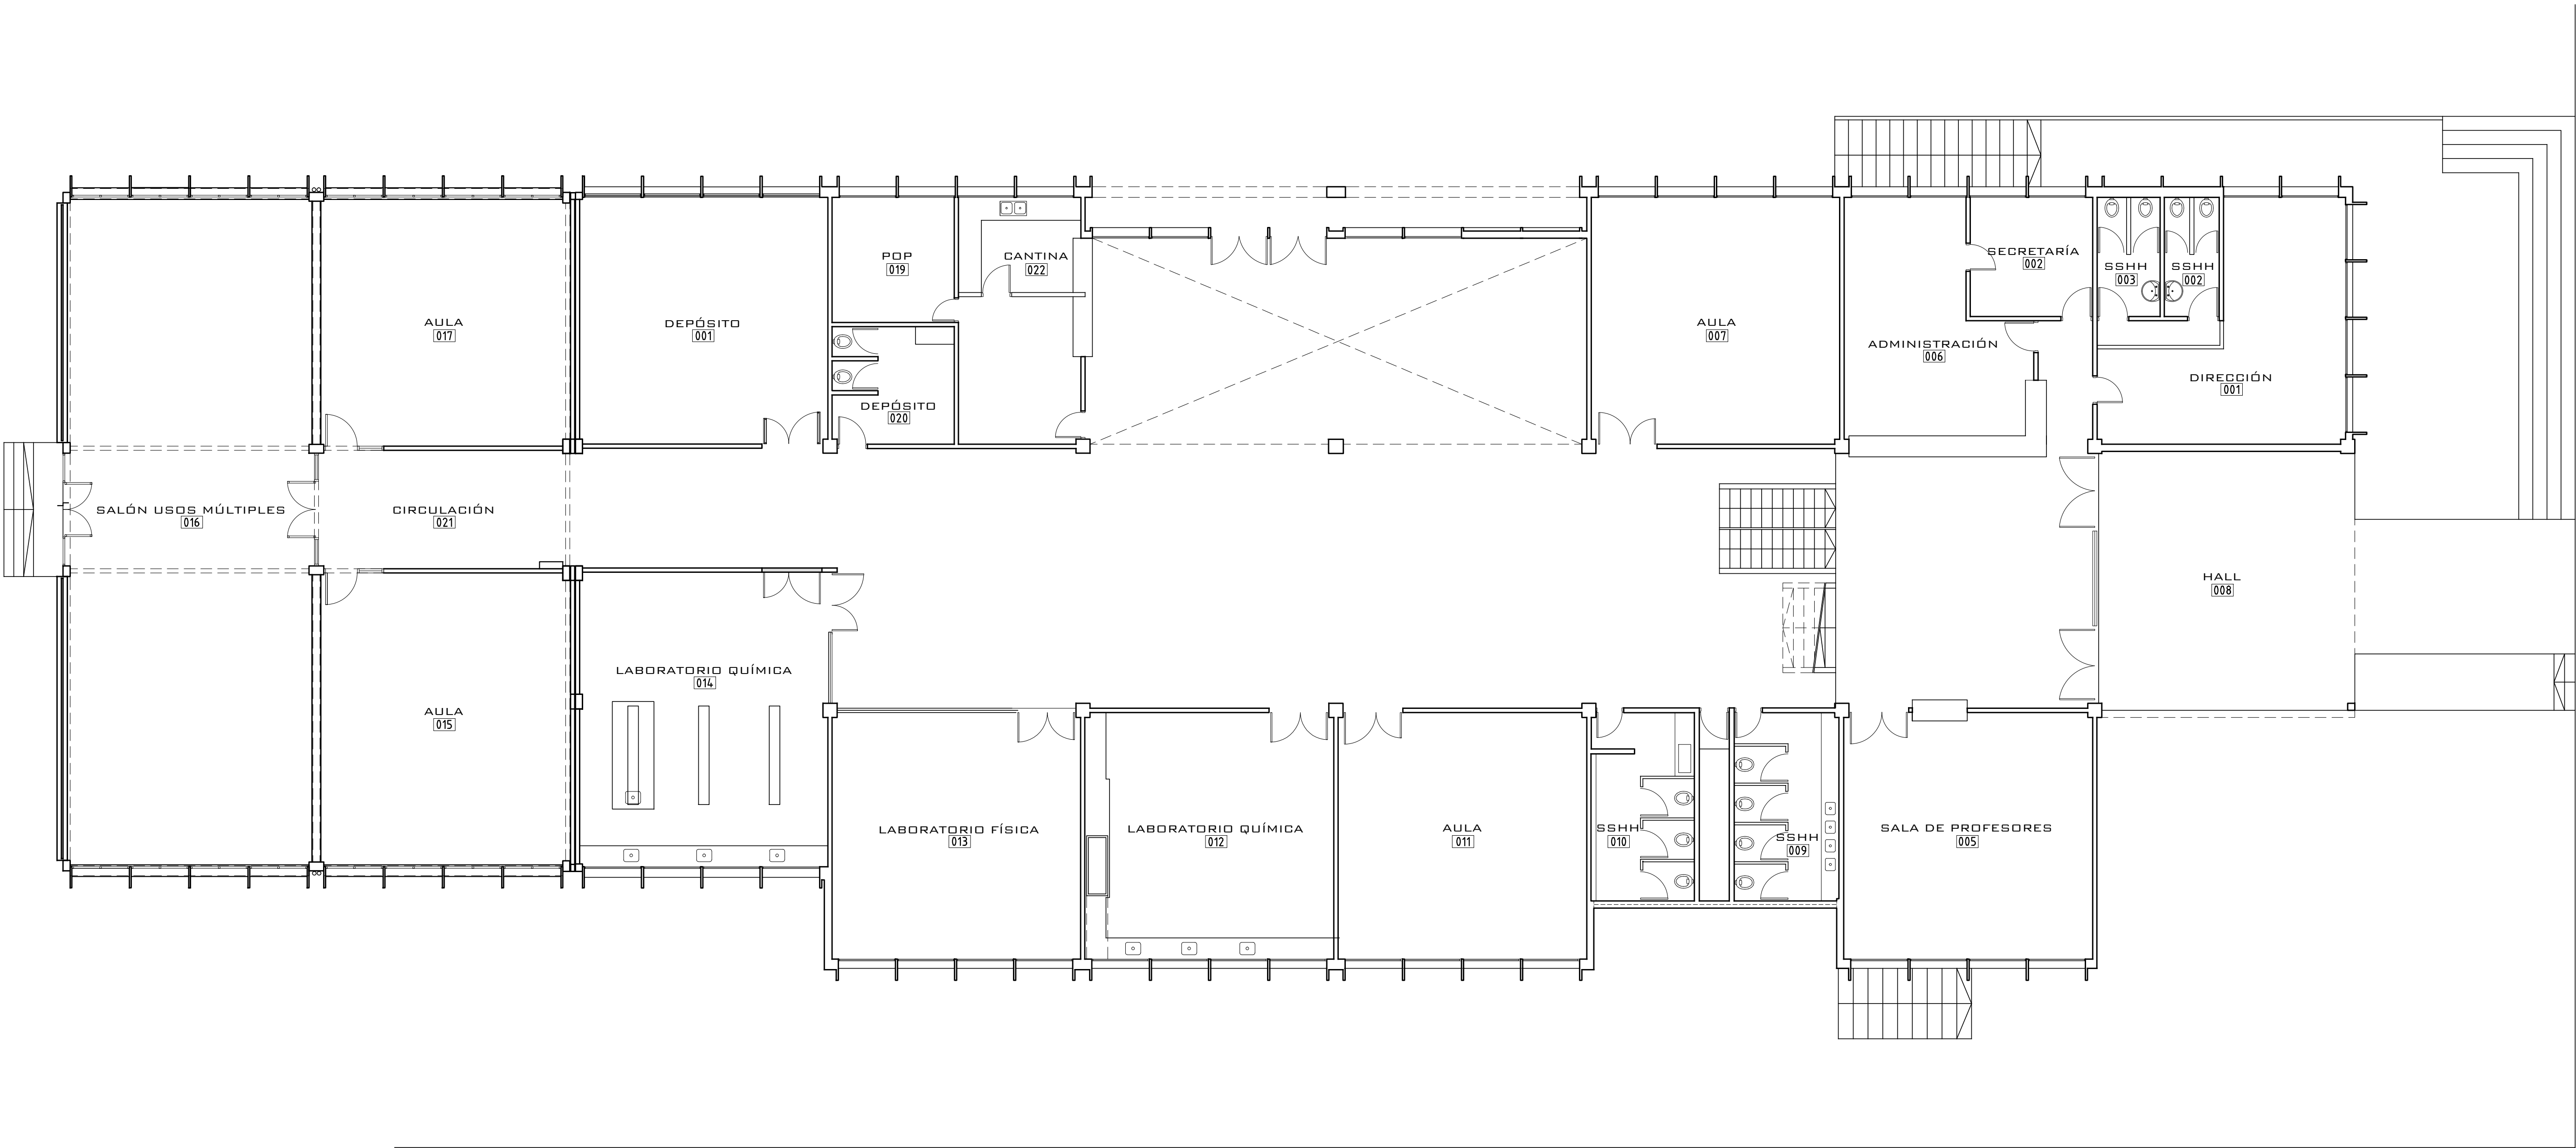 POP
019
CANTINA
022
SECRETARÍA
002
SSHH
003
SSHH
002
AULA
017
DEPÓSITO
001
AULA
007
ADMINISTRACIÓN
006
DIRECCIÓN
001
DEPÓSITO
020
SALÓN USOS MÚLTIPLES
016
CIRCULACIÓN
021
HALL
008
LABORATORIO QUÍMICA
014
AULA
015
LABORATORIO FÍSICA
013
LABORATORIO QUÍMICA
012
AULA
011
SSHH
010
SSHH
009
SALA DE PROFESORES
005